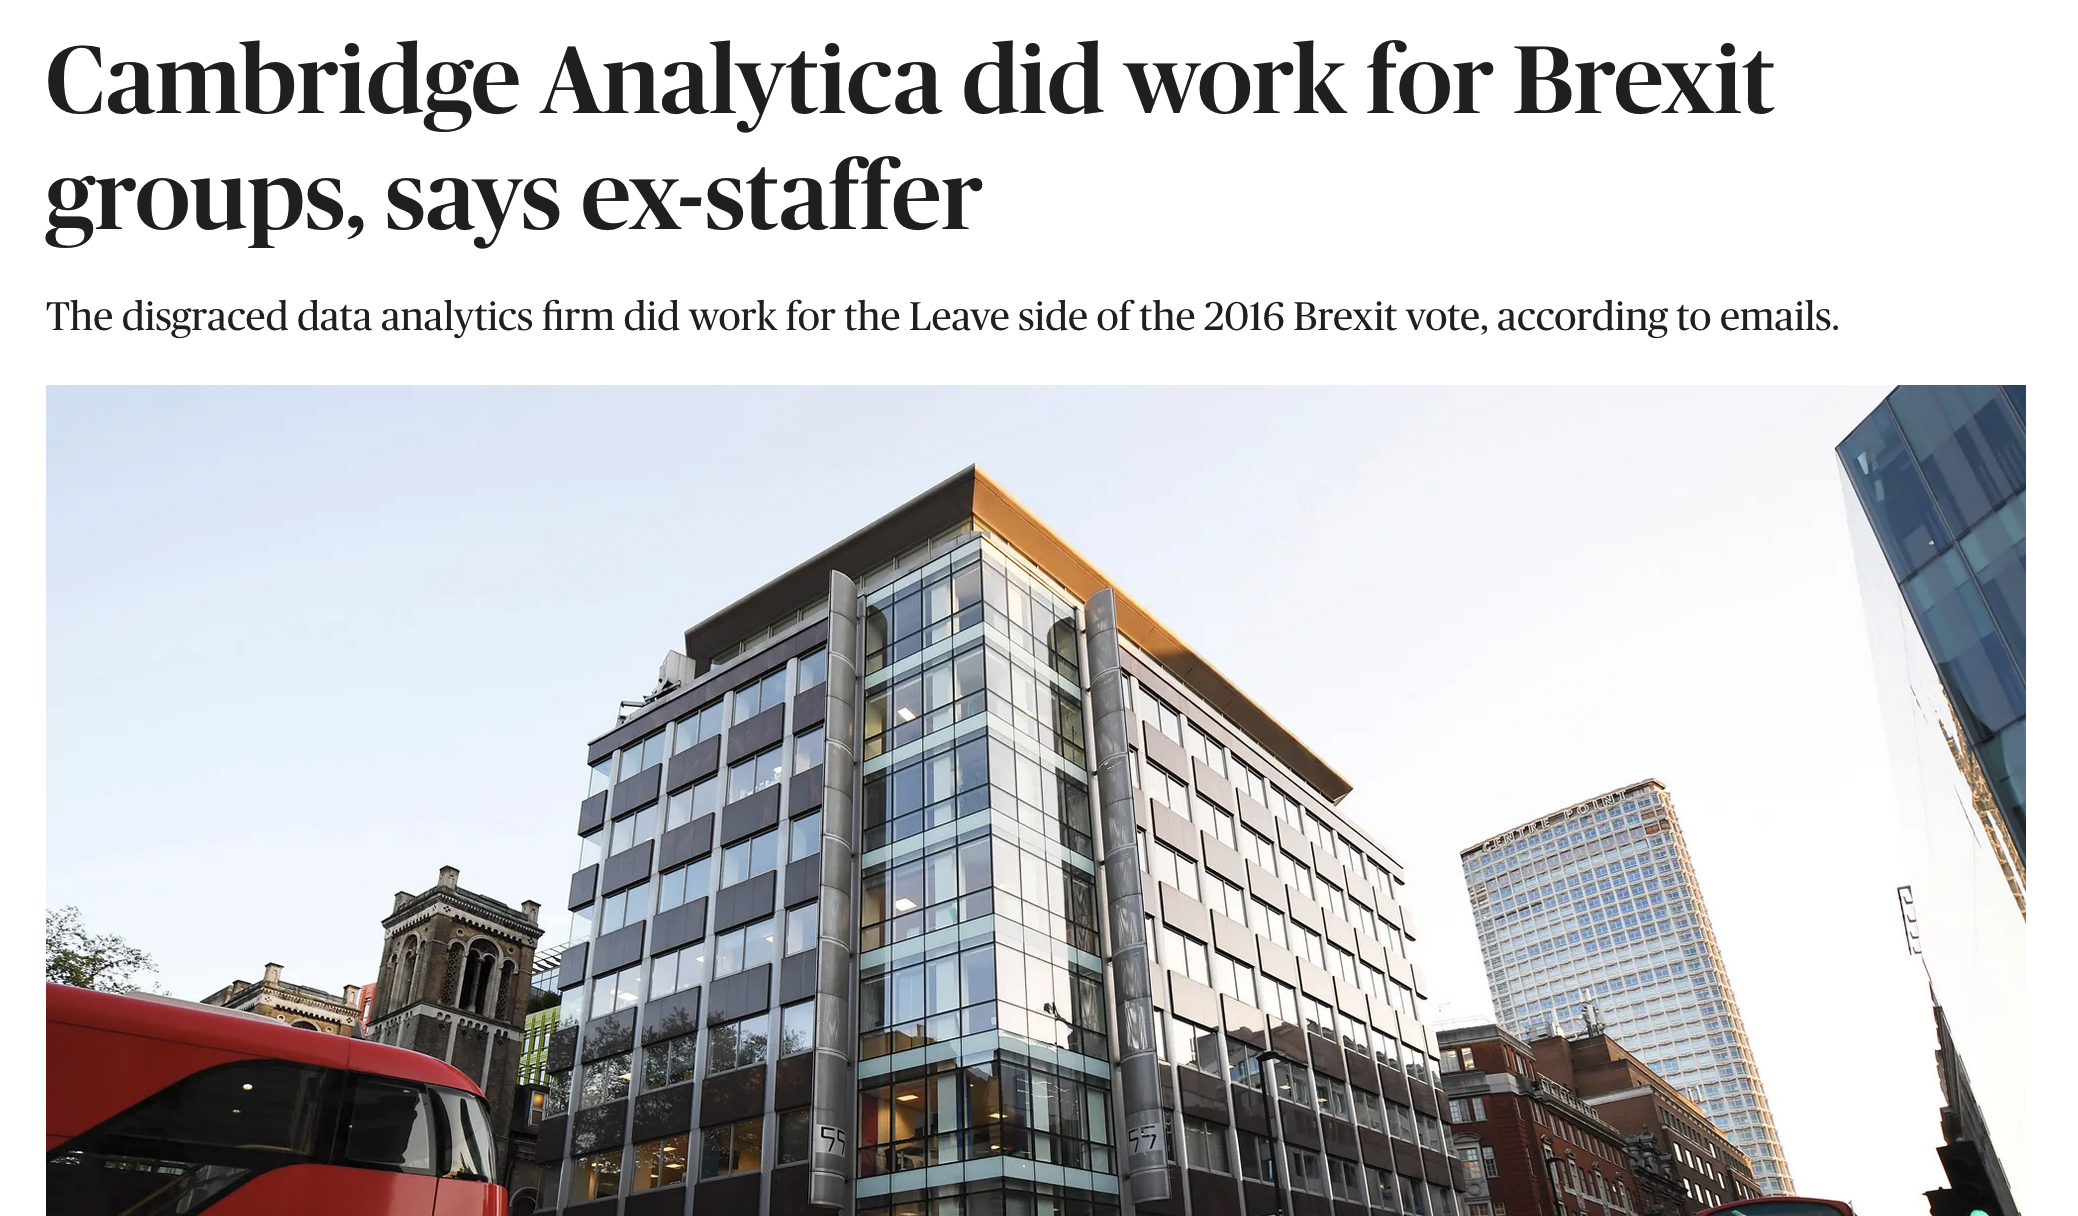 Cambridge Analytica did work for Brexit
groups, says ex-staffer
The disgraced data analytics firm did work for the Leave side of the 2016 Brexit vote, according to emails.
CENTRE POINT
55
55